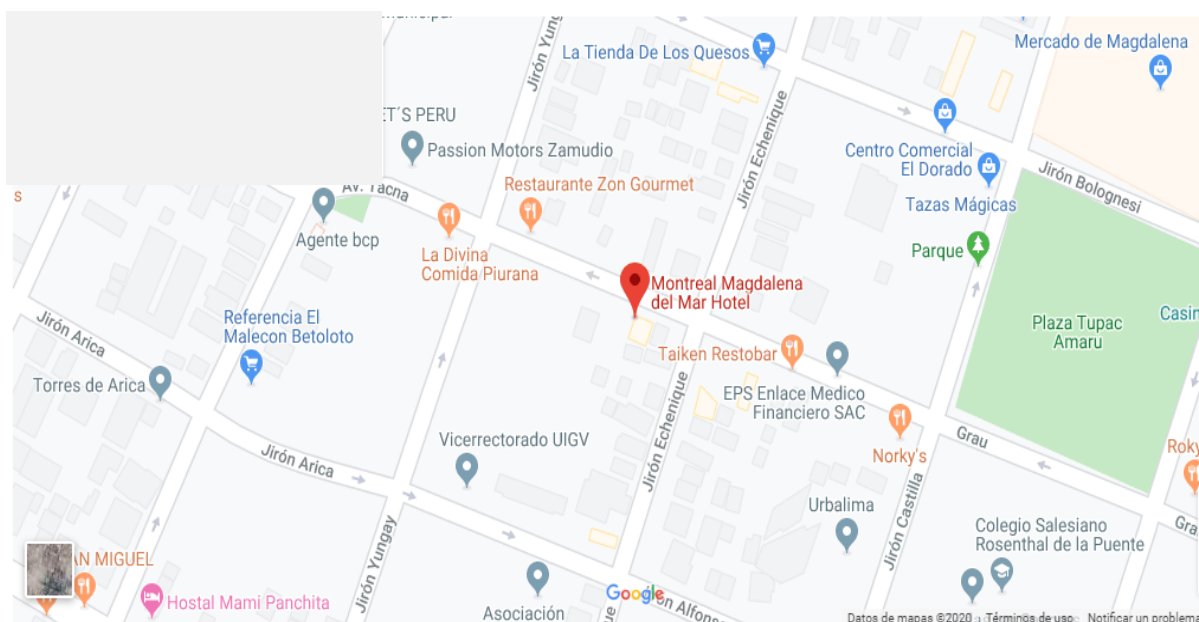 La Tienda De Los Quesos
Mercado de Magdalena
Jirón Yung
ET´S PERU
Passion Motors Zamudio
Jirón Echenique
Centro Comercial
El Dorado
Jirón Bolognesi
Tazas Mágicas
s
Av. Tacna
Restaurante Zon Gourmet
Agente bcp
La Divina
Comida Piurana
Parque
Montreal Magdalena
del Mar Hotel
Plaza Tupac
Amaru
Casin
Jirón Arica
Referencia El
Malecon Betoloto
Taiken Restobar
Torres de Arica
EPS Enlace Medico
Financiero SAC
Jirón Echenique
Norky's
Grau
Roky
Vicerrectorado UIGV
Jirón Arica
Urbalima
Jirón Castilla
Colegio Salesiano
Rosenthal de la Puente
Gra
AN MIGUEL
Jirón Yungay
Hostal Mami Panchita
Asociación
Google
ue
ón Alfons
Datos de mapas ©2020
Términos de uso
Notificar un problema